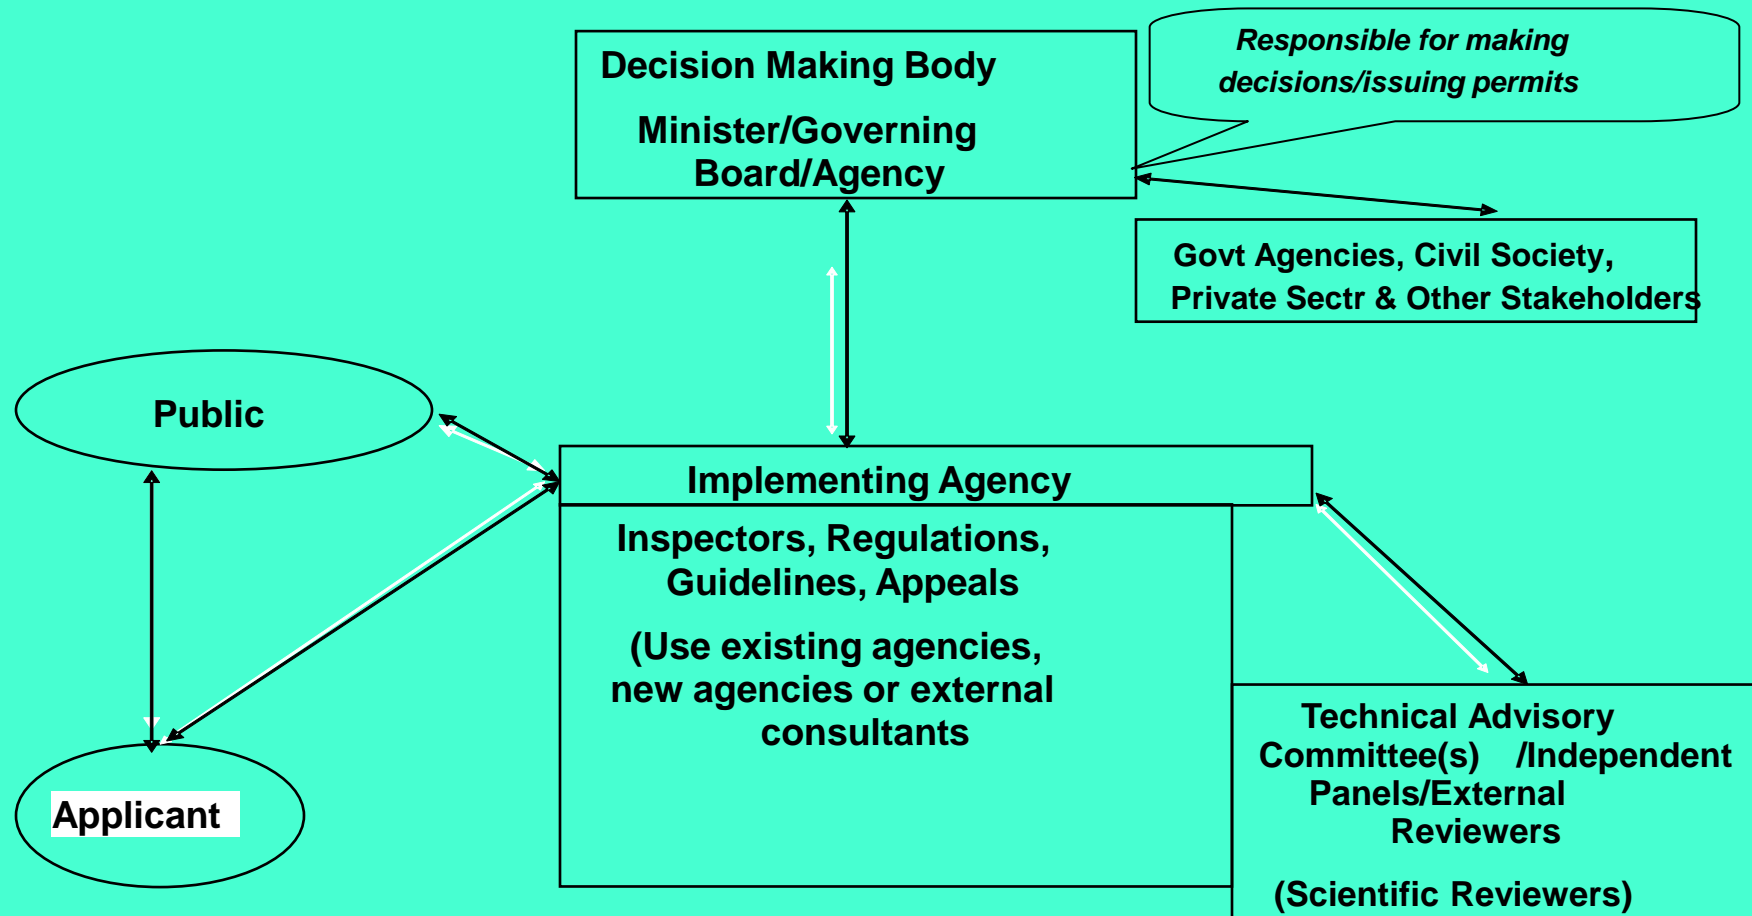 Responsible for making
decisions/issuing permits
Decision Making Body
Minister/Governing
Board/Agency
Govt Agencies, Civil Society,
Private Sectr & Other Stakeholders
Public
Implementing Agency
Inspectors, Regulations,
Guidelines, Appeals
(Use existing agencies,
new agencies or external
consultants
Applicant
Technical Advisory
Committee(s) /Independent
Panels/External
Reviewers
(Scientific Reviewers)